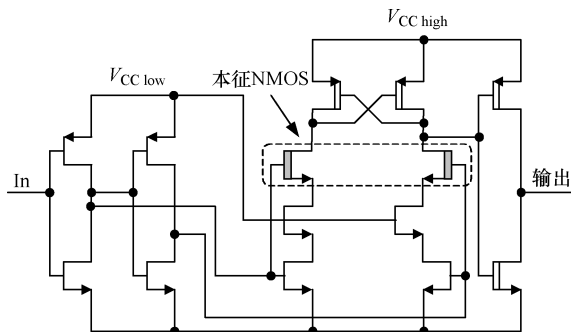 V_CC high
V_CC low
本征NMOS
In
输出